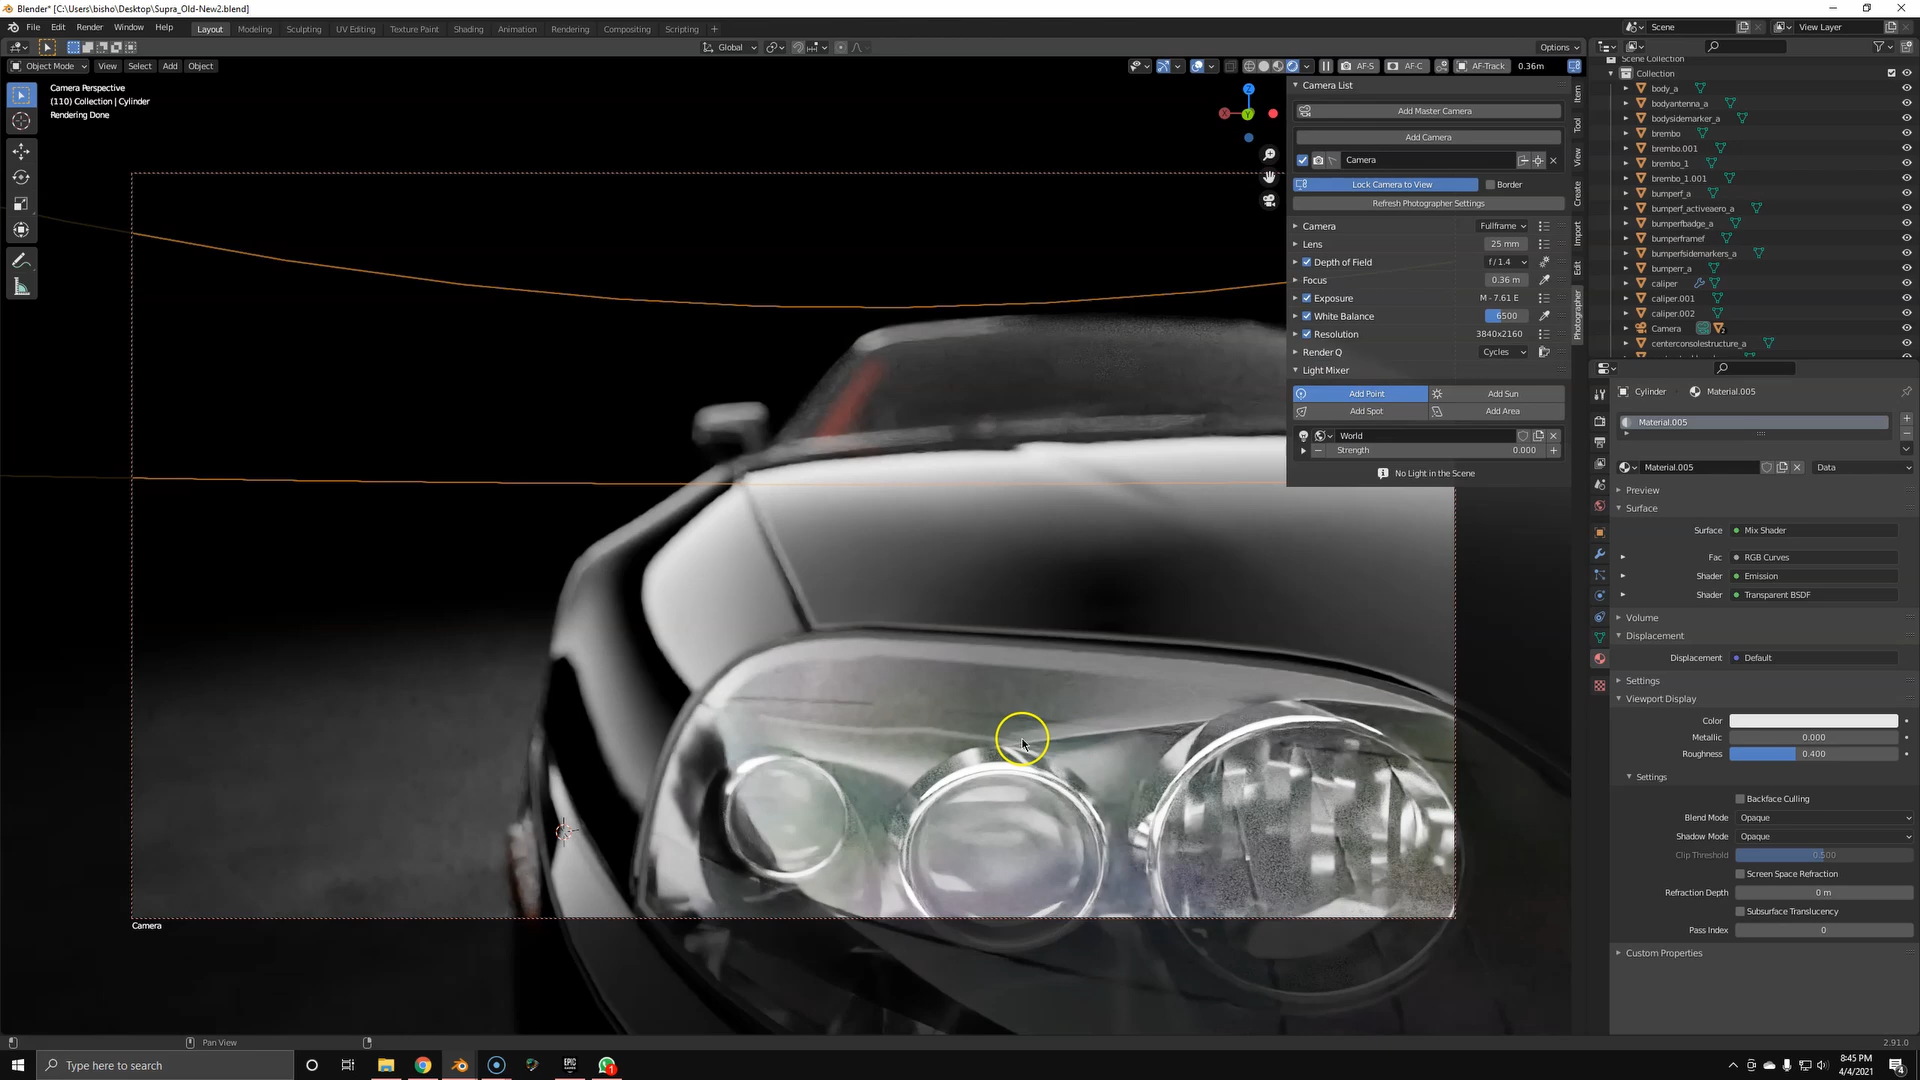 Blender* [C:\Users\bisho\Desktop\Supra_Old-New2.blend]
File Edit Render Window Help
Layout Modeling Sculpting UV Editing Texture Paint Shading Animation Rendering Compositing Scripting +
Scene View Layer
Global Options
Object Mode View Select Add Object
AF-S AF-C AF-Track 0.36m
Camera Perspective
(110) Collection | Cylinder
Rendering Done
Z
Y
X
Camera List
Add Master Camera
Add Camera
Camera
Lock Camera to View Border
Refresh Photographer Settings
Camera Fullframe
Lens 25 mm
Depth of Field f/1.4
Focus 0.36 m
Exposure M - 7.61 E
White Balance 6500
Resolution 3840x2160
Render Q Cycles
Light Mixer
Add Point Add Sun
Add Spot Add Area
World
Strength 0.000
No Light in the Scene
Item
Tool
View
Create
Import
Edit
Photographer
Scene Collection
Collection
body_a
bodyantenna_a
bodysidemarker_a
brembo
brembo.001
brembo_1
brembo_1.001
bumperf_a
bumperf_activeaero_a
bumperfbadge_a
bumperframef
bumperfsidemarkers_a
bumperr_a
caliper
caliper.001
caliper.002
Camera
centerconsolestructure_a
Cylinder Material.005
Material.005
Material.005 Data
Preview
Surface
Surface Mix Shader
Fac RGB Curves
Shader Emission
Shader Transparent BSDF
Volume
Displacement
Displacement Default
Settings
Viewport Display
Color
Metallic 0.000
Roughness 0.400
Settings
Backface Culling
Blend Mode Opaque
Shadow Mode Opaque
Clip Threshold 0.500
Screen Space Refraction
Refraction Depth 0 m
Subsurface Translucency
Pass Index 0
Custom Properties
Camera
Pan View
2.91.0
Type here to search
EPIC
1
8:45 PM
4/4/2021
4